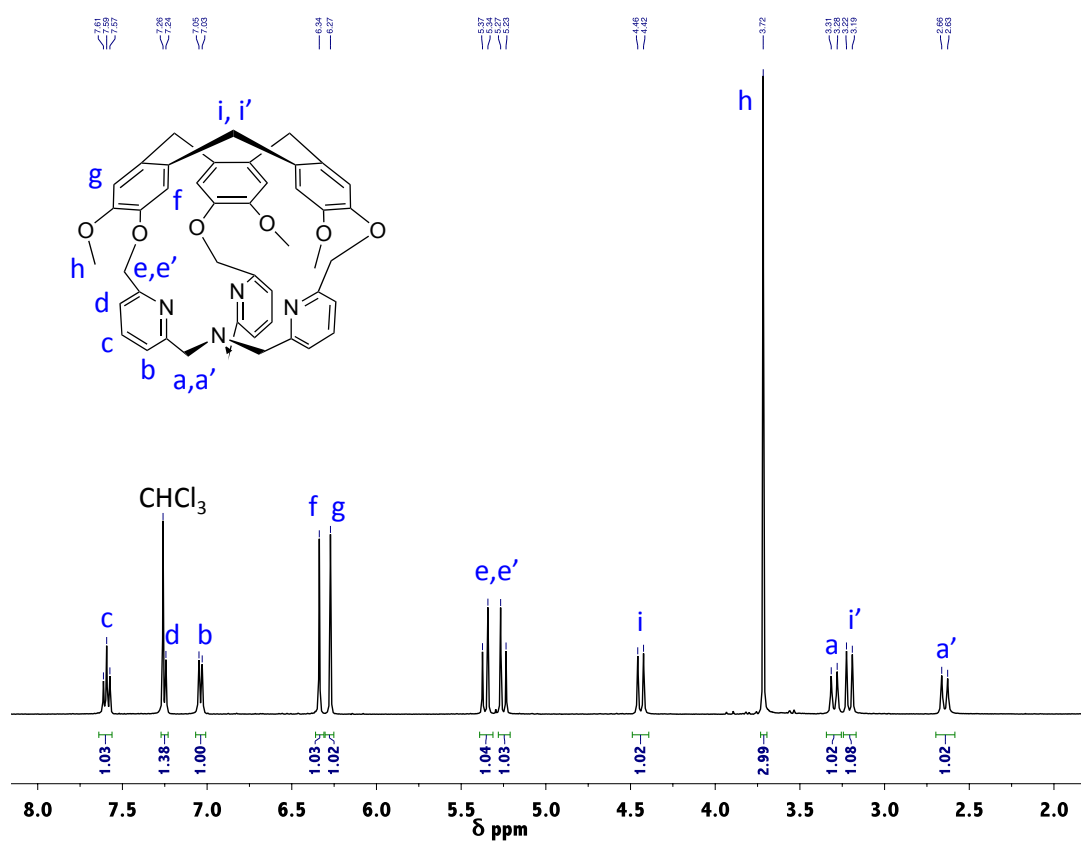 7.61 7.59 7.57 7.26 7.24 7.05 7.03 6.34 6.27 5.37 5.34 5.27 5.23 4.46 4.42 3.72 3.31 3.28 3.22 3.19 2.66 2.63
i, i’
h
g
f
O O O O O O
h
e,e’
d
N N N
N
c
b
a,a’
CHCl3
f g
e,e’
c
d b
i
a i’
a’
1.03 1.38 1.00 1.03 1.02 1.04 1.03 1.02 2.99 1.02 1.08 1.02
8.0 7.5 7.0 6.5 6.0 5.5 5.0 4.5 4.0 3.5 3.0 2.5 2.0
δ ppm